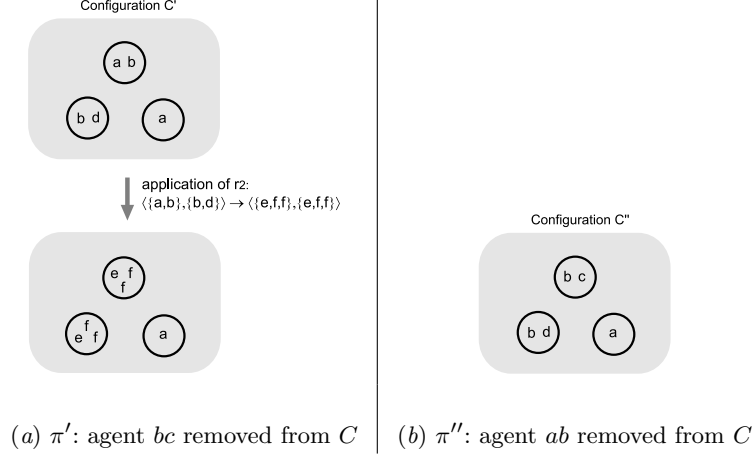 Configuration C'
a b
b d
a
application of r2:
⟨{a,b},{b,d}⟩ → ⟨{e,f,f},{e,f,f}⟩
e f
f
f
e f
a
(a) π′: agent bc removed from C
Configuration C"
b c
b d
a
(b) π″: agent ab removed from C